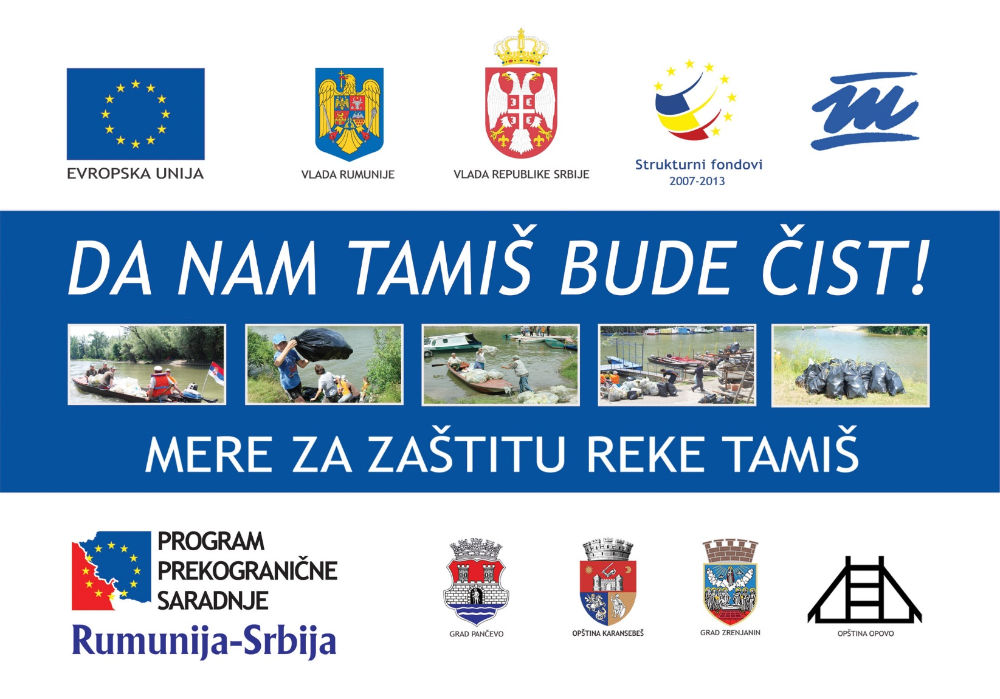 EVROPSKA UNIJA
VLADA RUMUNIJE
VLADA REPUBLIKE SRBIJE
Strukturni fondovi
2007-2013
DA NAM TAMIŠ BUDE ČIST!
MERE ZA ZAŠTITU REKE TAMIŠ
PROGRAM
PREKOGRANIČNE
SARADNJE
Rumunija-Srbija
GRAD PANČEVO
OPŠTINA KARANSEBEŠ
GRAD ZRENJANIN
OPŠTINA OPOVO